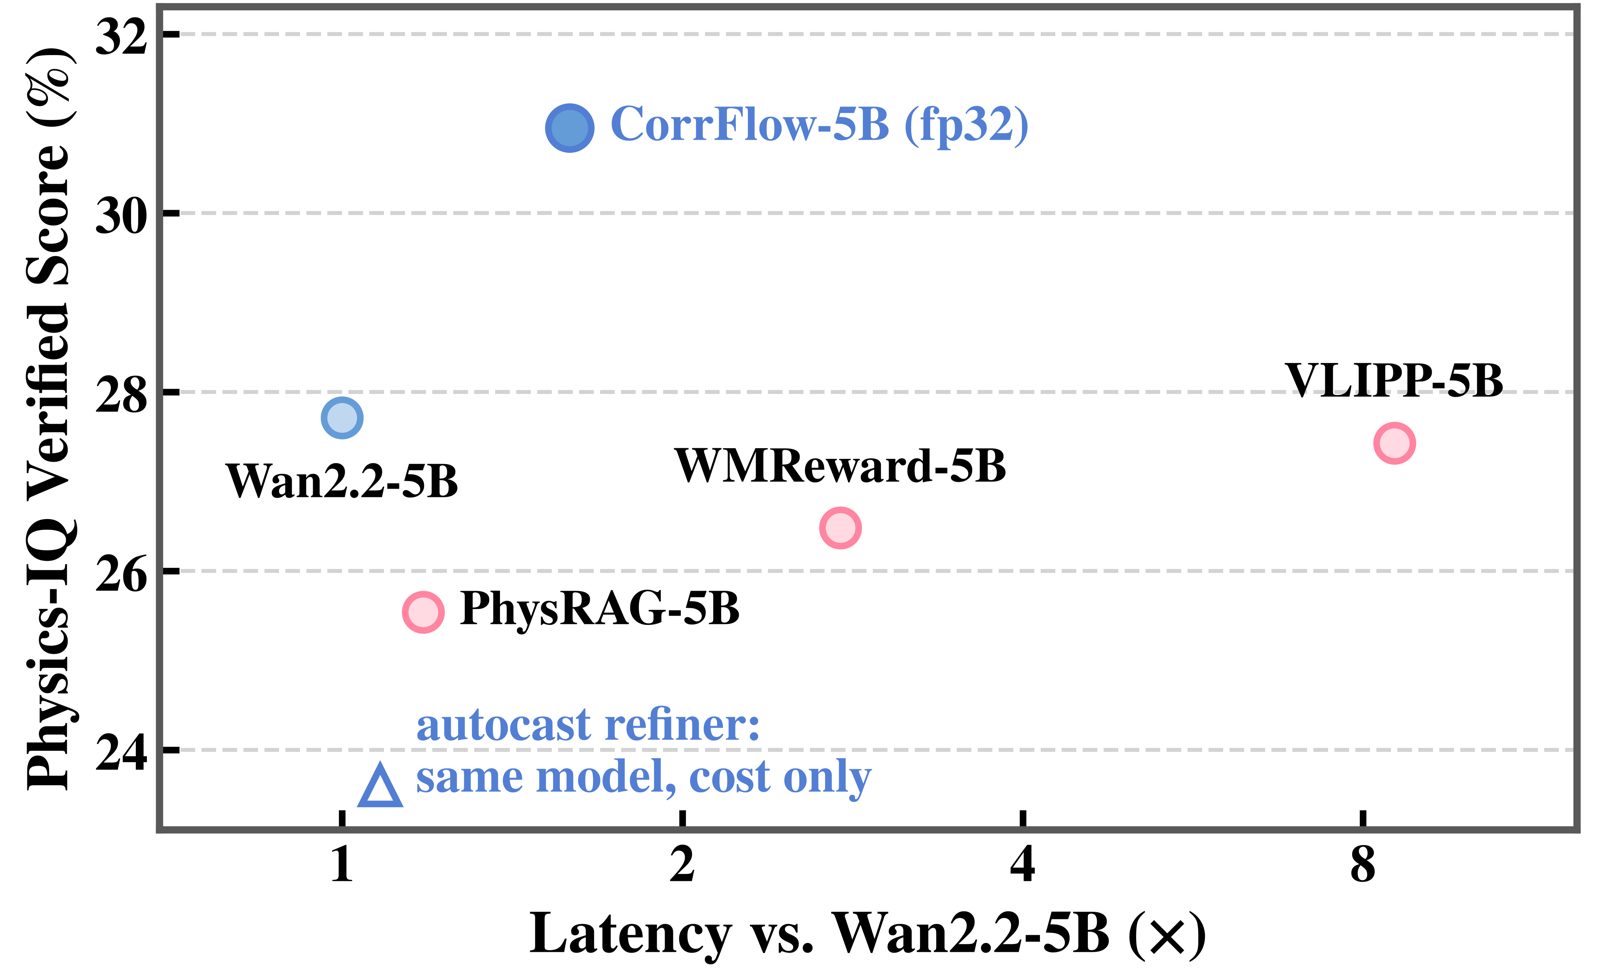 Physics-IQ Verified Score (%)
32
30
28
26
24
CorrFlow-5B (fp32)
VLIPP-5B
WMReward-5B
Wan2.2-5B
PhysRAG-5B
autocast refiner:
same model, cost only
1
2
4
8
Latency vs. Wan2.2-5B (×)